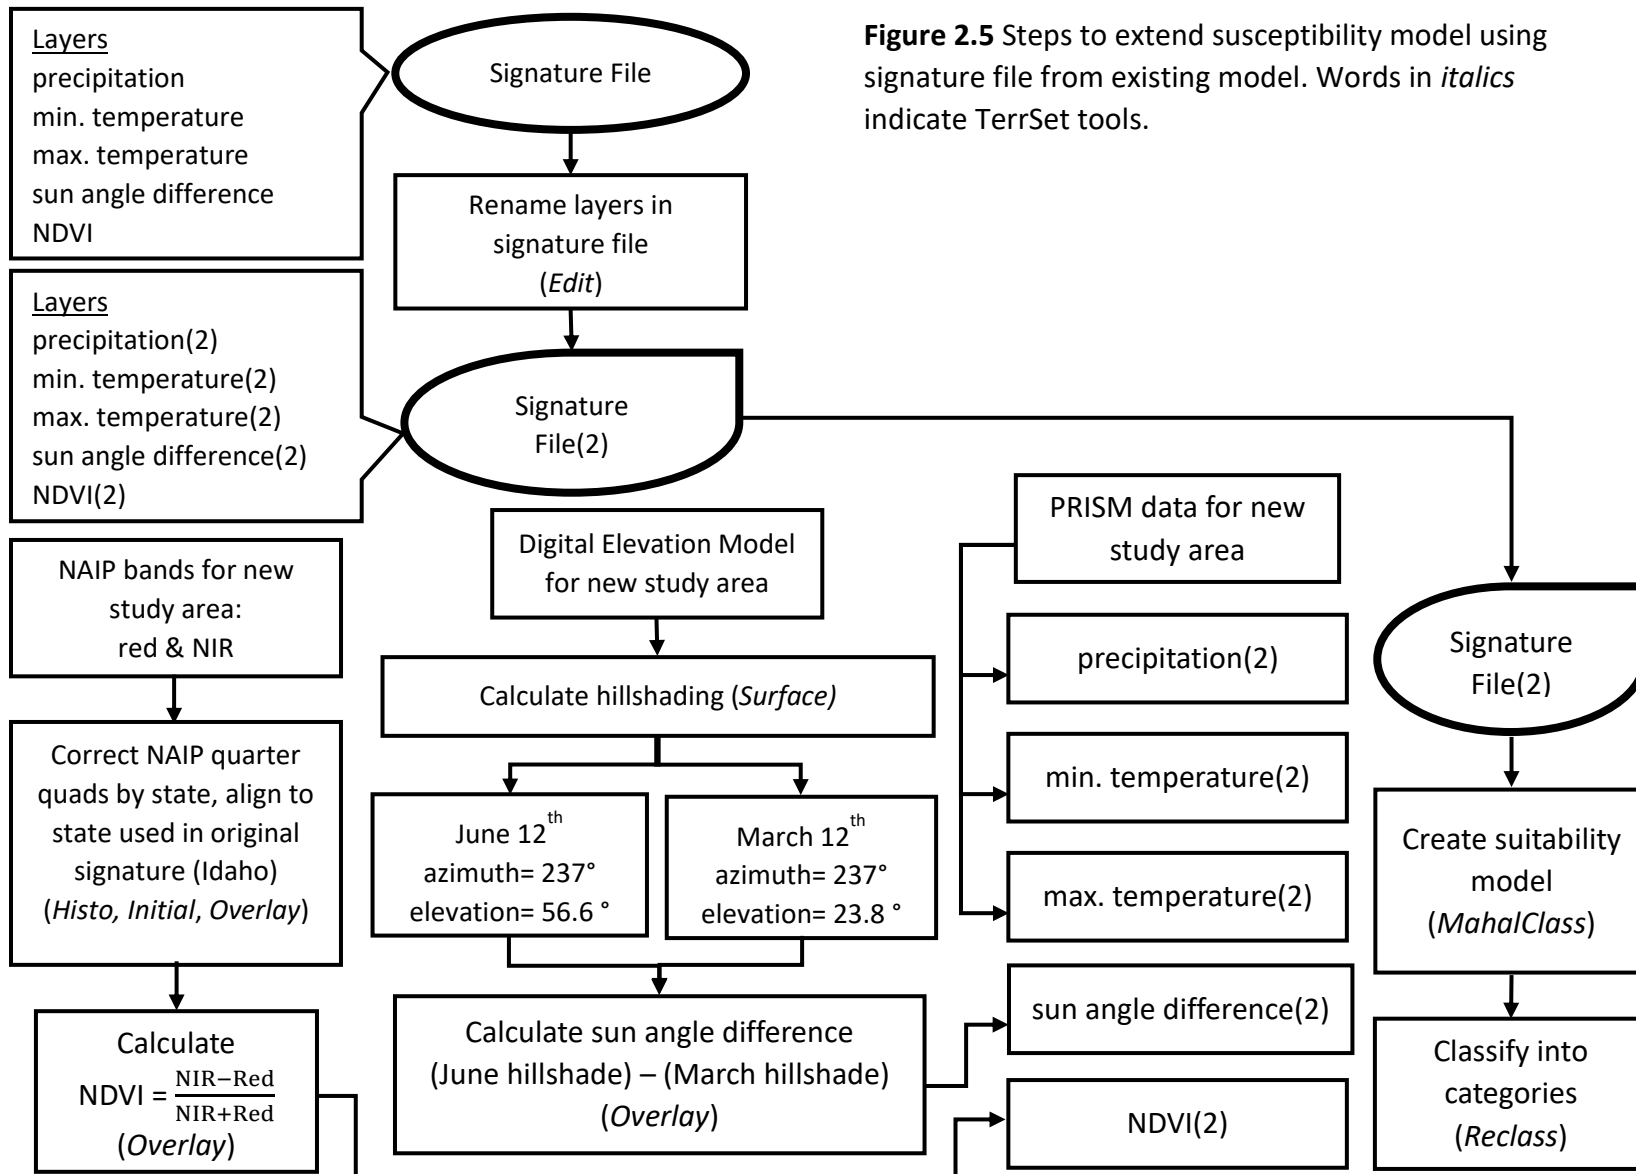 Layers
precipitation
min. temperature
max. temperature
sun angle difference
NDVI
Signature File
Figure 2.5 Steps to extend susceptibility model using
signature file from existing model. Words in italics
indicate TerrSet tools.
Rename layers in
signature file
(Edit)
Layers
precipitation(2)
min. temperature(2)
max. temperature(2)
sun angle difference(2)
NDVI(2)
Signature
File(2)
NAIP bands for new
study area:
red & NIR
Correct NAIP quarter
quads by state, align to
state used in original
signature (Idaho)
(Histo, Initial, Overlay)
Calculate
NDVI = NIR−Red
NIR+Red
(Overlay)
Digital Elevation Model
for new study area
Calculate hillshading (Surface)
June 12th
azimuth= 237°
elevation= 56.6 °
March 12th
azimuth= 237°
elevation= 23.8 °
Calculate sun angle difference
(June hillshade) – (March hillshade)
(Overlay)
PRISM data for new
study area
precipitation(2)
min. temperature(2)
max. temperature(2)
sun angle difference(2)
NDVI(2)
Signature
File(2)
Create suitability
model
(MahalClass)
Classify into
categories
(Reclass)